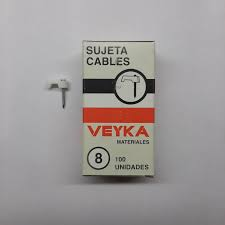 SUJETA
CABLES
VEYKA
MATERIALES
8
100
UNIDADES